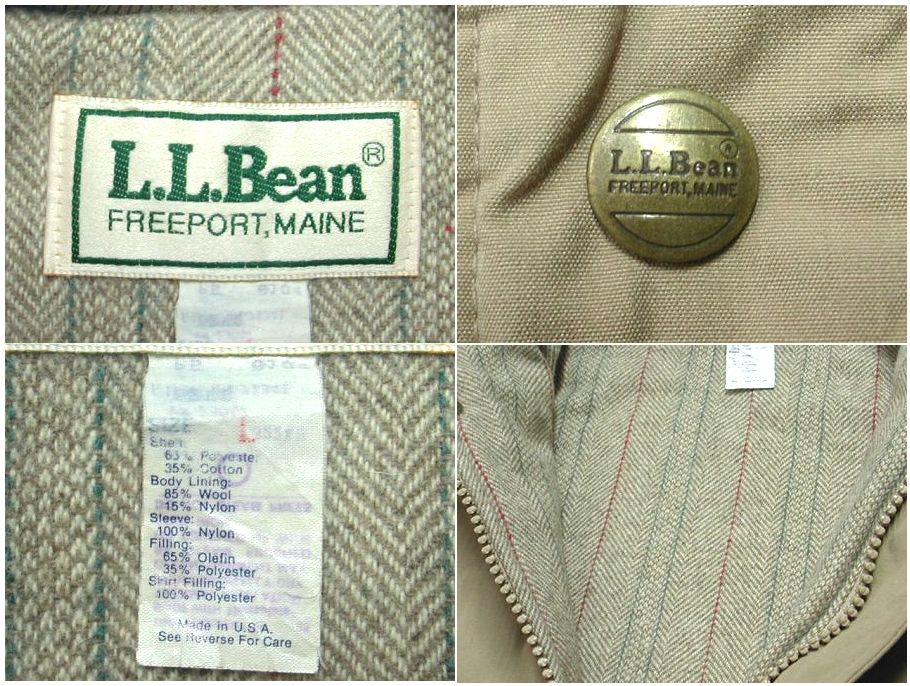 L.L.Bean®
FREEPORT, MAINE
L.L.Bean®
FREEPORT, MAINE
SIZE L
Shell:
65% Polyester
35% Cotton
Body Lining:
85% Wool
15% Nylon
Sleeve:
100% Nylon
Filling:
65% Olefin
35% Polyester
Skirt Filling:
100% Polyester
Made in U.S.A.
See Reverse For Care